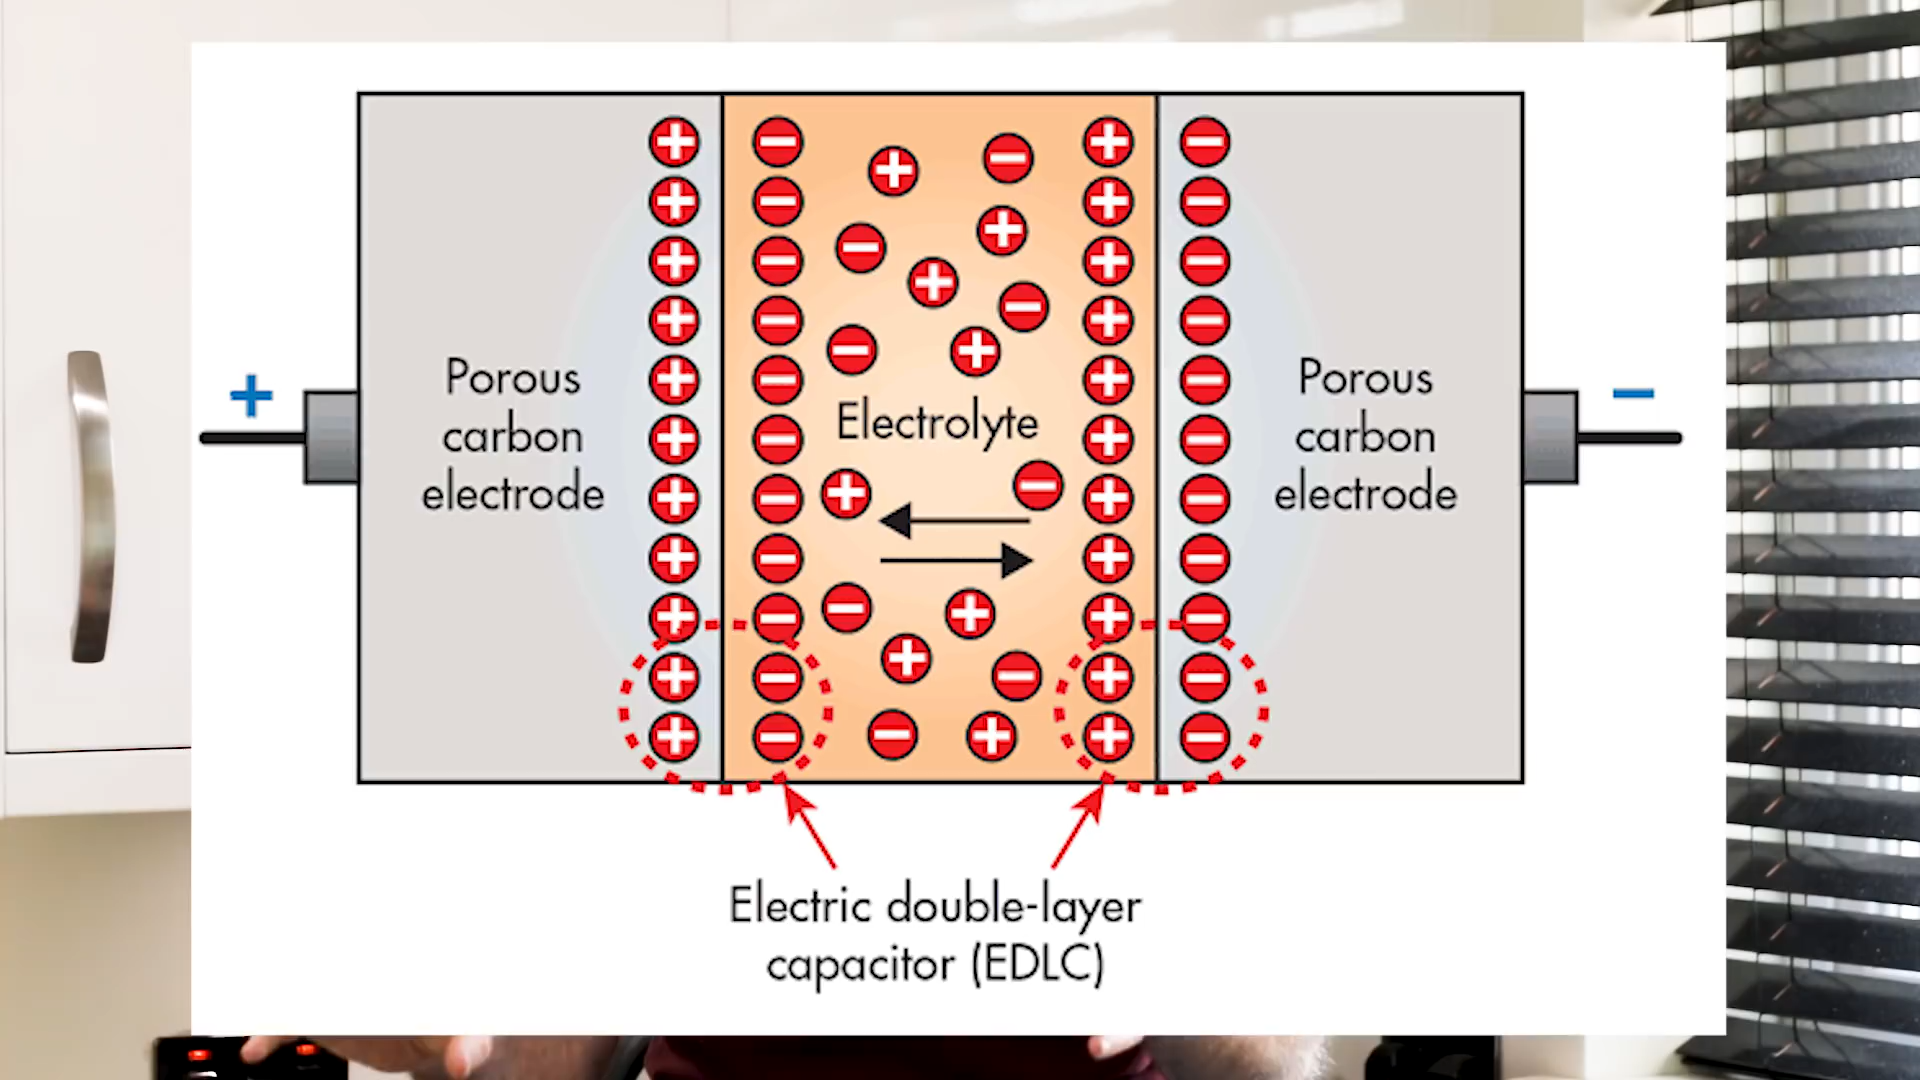 +
Porous
carbon
electrode
Electrolyte
Porous
carbon
electrode
−
Electric double-layer
capacitor (EDLC)